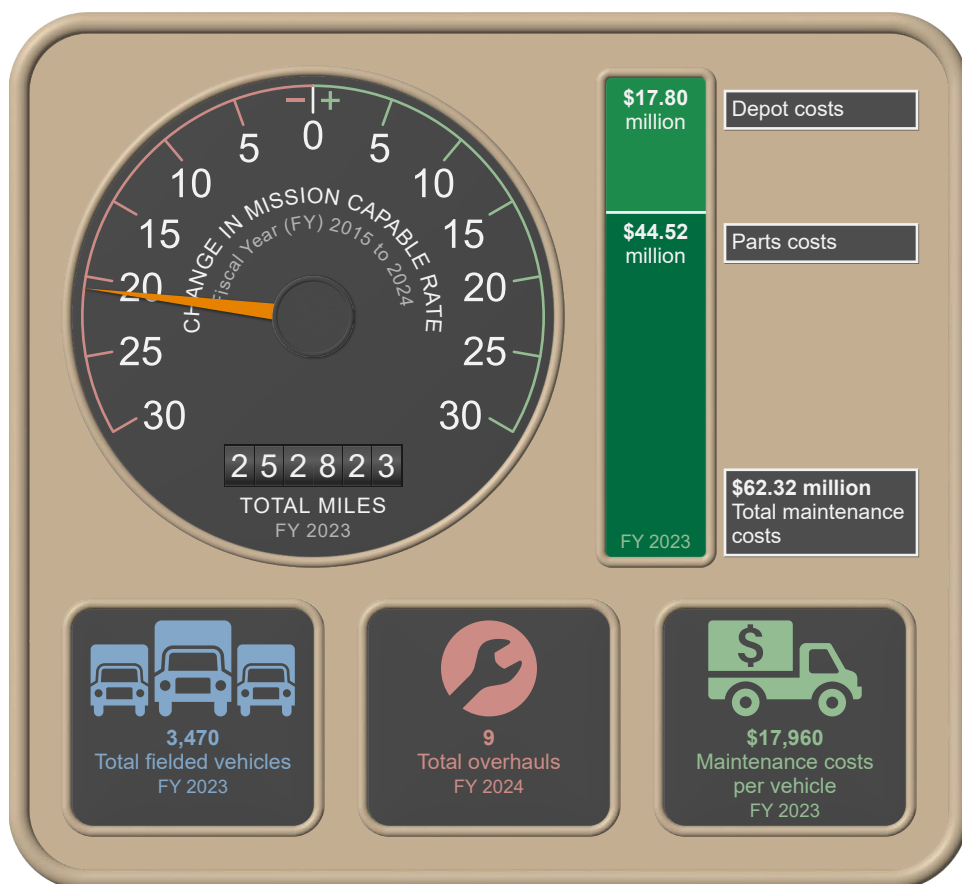 − +
0
5
5
10
10
15
15
20
20
25
25
30
30
CHANGE IN MISSION CAPABLE RATE
Fiscal Year (FY) 2015 to 2024
252823
TOTAL MILES
FY 2023
$17.80
million
Depot costs
$44.52
million
Parts costs
$62.32 million
Total maintenance
costs
FY 2023
3,470
Total fielded vehicles
FY 2023
9
Total overhauls
FY 2024
$
$17,960
Maintenance costs
per vehicle
FY 2023